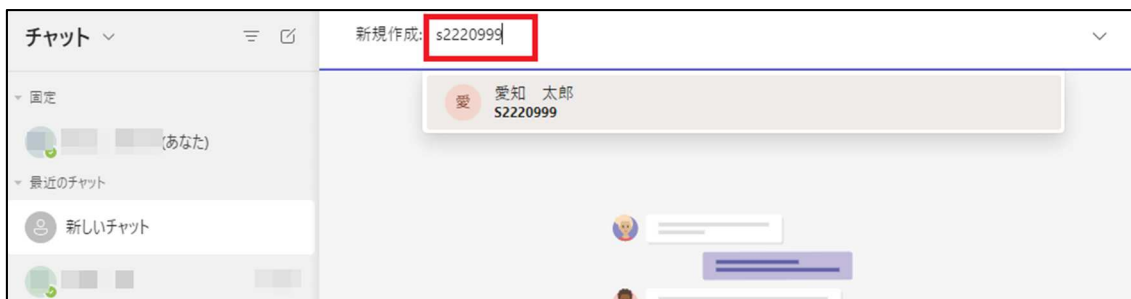 チャット
新規作成: s2220999
固定
愛 愛知　太郎
S2220999
(あなた)
最近のチャット
新しいチャット